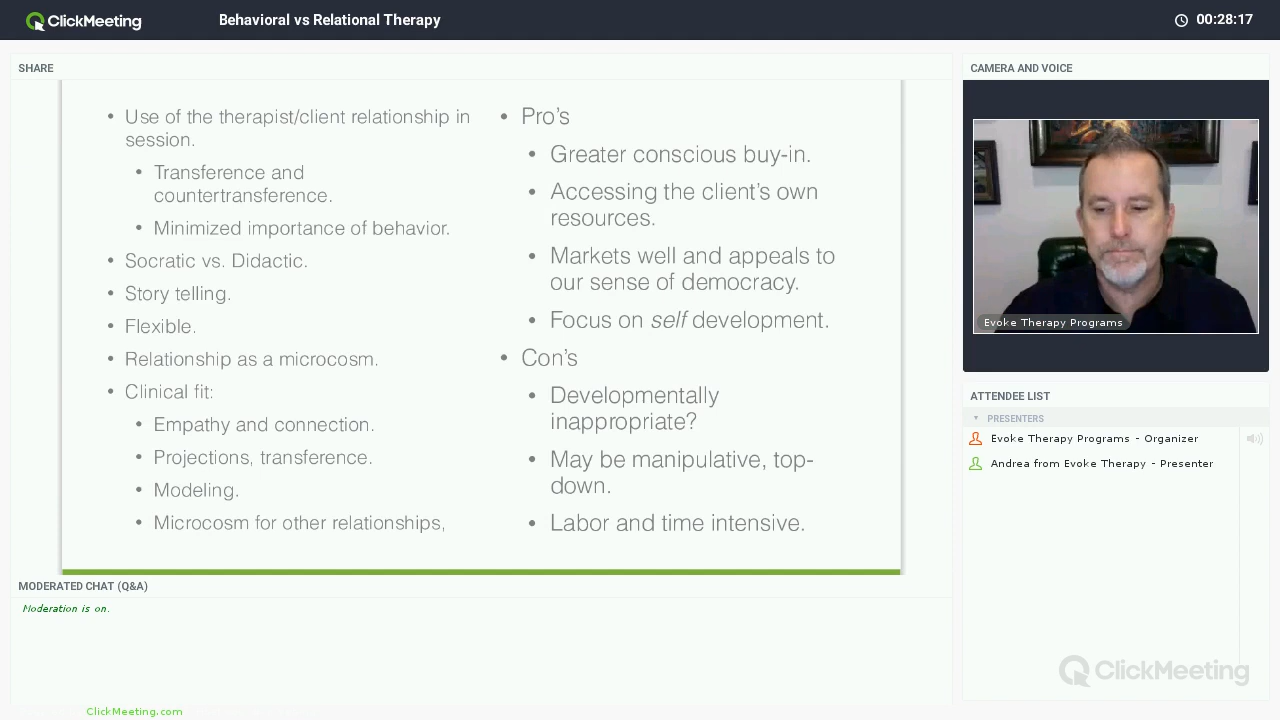 ClickMeeting
Behavioral vs Relational Therapy
00:28:17
SHARE
• Use of the therapist/client relationship in
session.
• Transference and
countertransference.
• Minimized importance of behavior.
• Socratic vs. Didactic.
• Story telling.
• Flexible.
• Relationship as a microcosm.
• Clinical fit:
• Empathy and connection.
• Projections, transference.
• Modeling.
• Microcosm for other relationships,
• Pro’s
• Greater conscious buy-in.
• Accessing the client’s own
resources.
• Markets well and appeals to
our sense of democracy.
• Focus on self development.
• Con’s
• Developmentally
inappropriate?
• May be manipulative, top-
down.
• Labor and time intensive.
CAMERA AND VOICE
Evoke Therapy Programs
ATTENDEE LIST
PRESENTERS
Evoke Therapy Programs - Organizer
Andrea from Evoke Therapy - Presenter
MODERATED CHAT (Q&A)
Moderation is on.
ClickMeeting
ClickMeeting.com